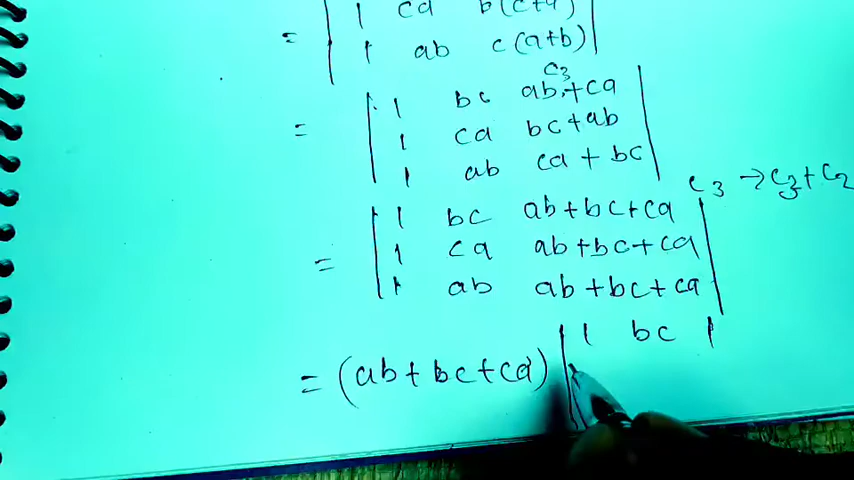 1 ca b(c+a)
= 1 ab c(a+b)
c3
= 1 bc ab+ca
1 ca bc+ab
1 ab ca+bc
c3 → c3+c2
= 1 bc ab+bc+ca
1 ca ab+bc+ca
1 ab ab+bc+ca
= (ab+bc+ca) | 1 bc 1